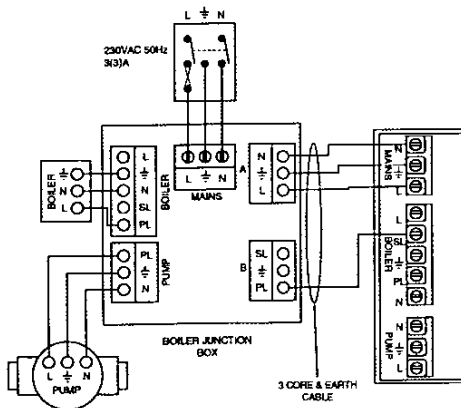 L ⏚ N
230VAC 50Hz
3(3)A
L ⏚ N
MAINS
BOILER
⏚
N
L
L
⏚
N
SL
PL
BOILER
A
N
⏚
L
PL
⏚
N
PUMP
B
SL
⏚
PL
BOILER JUNCTION
BOX
L ⏚ N
PUMP
3 CORE & EARTH
CABLE
N
⏚
L
MAINS
L
SL
⏚
PL
N
BOILER
N
⏚
L
PUMP